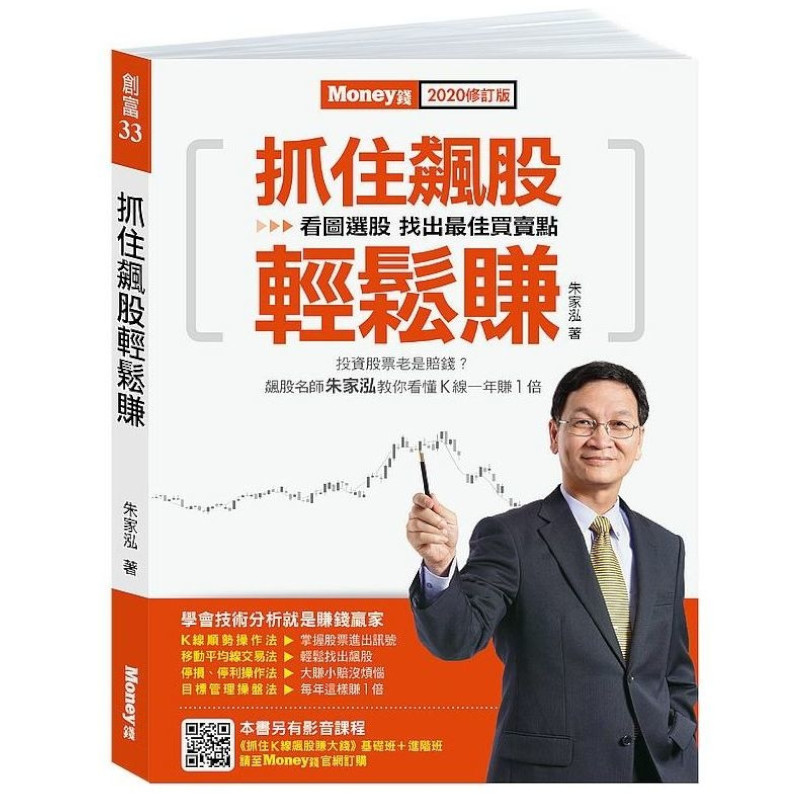 創富
33
抓住飆股輕鬆賺
朱家泓 著
Money錢
Money錢 2020修訂版
抓住飆股
看圖選股 找出最佳買賣點
輕鬆賺
朱家泓 著
投資股票老是賠錢？
飆股名師朱家泓教你看懂K線一年賺1倍
學會技術分析就是賺錢贏家
K線順勢操作法 ▶ 掌握股票進出訊號
移動平均線交易法 ▶ 輕鬆找出飆股
停損、停利操作法 ▶ 大賺小賠沒煩惱
目標管理操盤法 ▶ 每年這樣賺1倍
本書另有影音課程
《抓住K線飆股賺大錢》基礎班+進階班
請至Money錢官網訂購